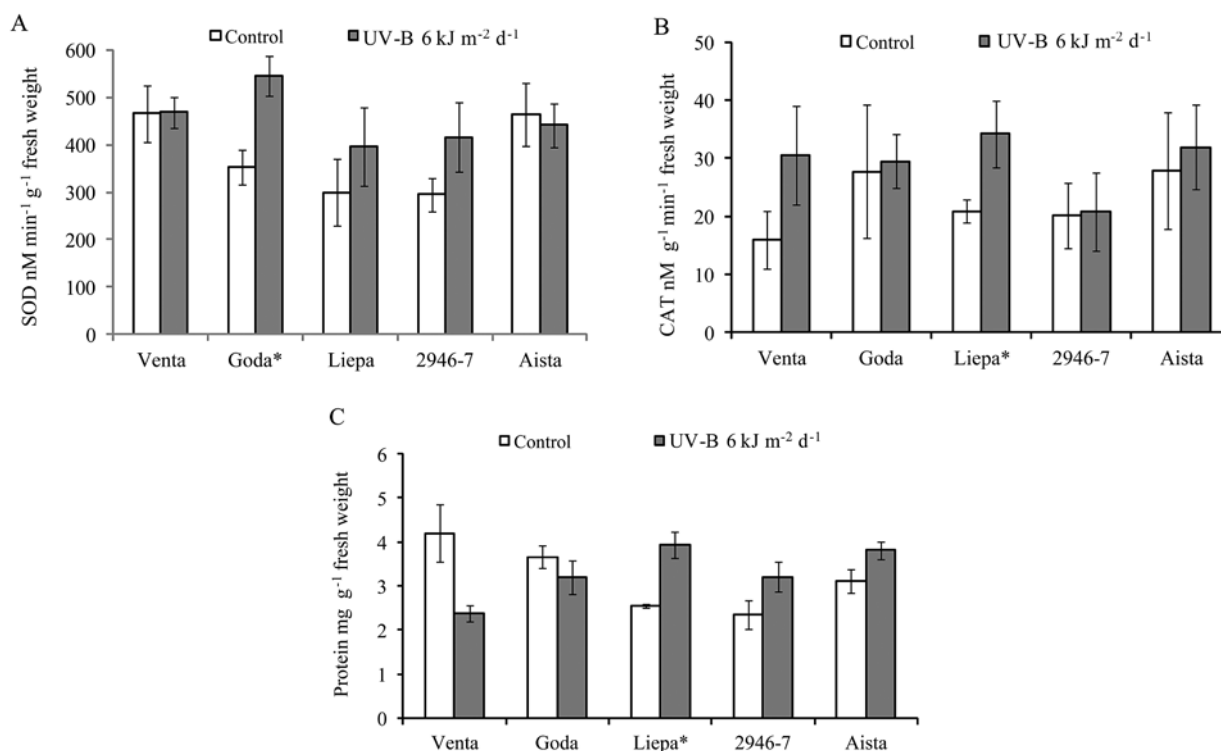 A
Control UV-B 6 kJ m⁻² d⁻¹
SOD nM min⁻¹ g⁻¹ fresh weight
600
500
400
300
200
100
0
Venta Goda* Liepa 2946-7 Aista
B
Control UV-B 6 kJ m⁻² d⁻¹
CAT nM g⁻¹ min⁻¹ fresh weight
50
40
30
20
10
0
Venta Goda Liepa* 2946-7 Aista
C
Control UV-B 6 kJ m⁻² d⁻¹
Protein mg g⁻¹ fresh weight
6
5
4
3
2
1
0
Venta Goda Liepa* 2946-7 Aista